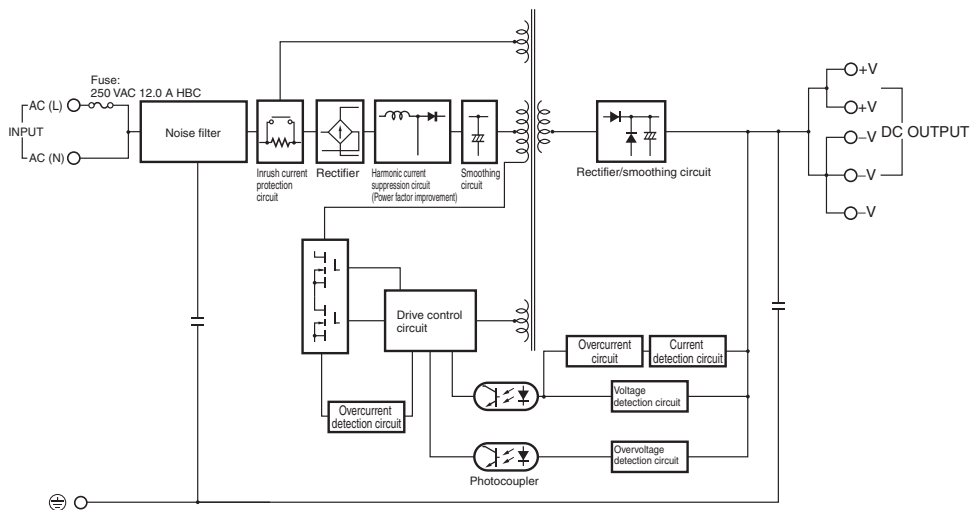 Fuse:
250 VAC 12.0 A HBC
AC (L)
INPUT
AC (N)
Noise filter
Inrush current
protection
circuit
Rectifier
Harmonic current
suppression circuit
(Power factor improvement)
Smoothing
circuit
Rectifier/smoothing circuit
+V
+V
DC OUTPUT
–V
–V
–V
Drive control
circuit
Overcurrent
detection circuit
Overcurrent
circuit
Current
detection circuit
Voltage
detection circuit
Overvoltage
detection circuit
Photocoupler